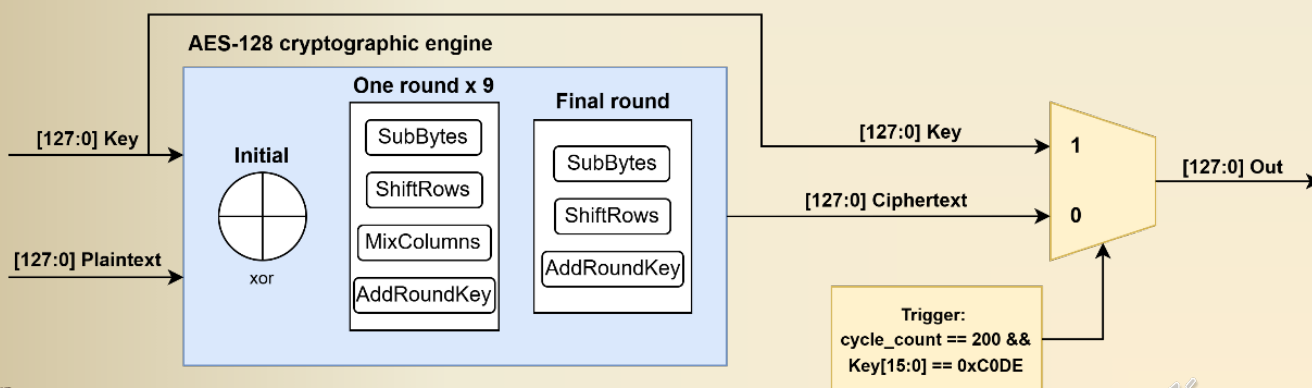 AES-128 cryptographic engine
One round x 9
Final round
[127:0] Key
[127:0] Key
Initial
SubBytes
SubBytes
1
[127:0] Out
ShiftRows
ShiftRows
[127:0] Ciphertext
0
MixColumns
[127:0] Plaintext
xor
AddRoundKey
AddRoundKey
Trigger:
cycle_count == 200 &&
Key[15:0] == 0xC0DE